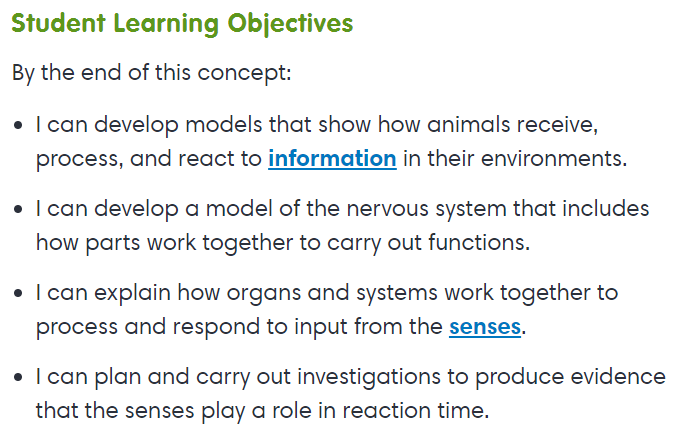 Student Learning Objectives
By the end of this concept:
• I can develop models that show how animals receive,
process, and react to information in their environments.
• I can develop a model of the nervous system that includes
how parts work together to carry out functions.
• I can explain how organs and systems work together to
process and respond to input from the senses.
• I can plan and carry out investigations to produce evidence
that the senses play a role in reaction time.